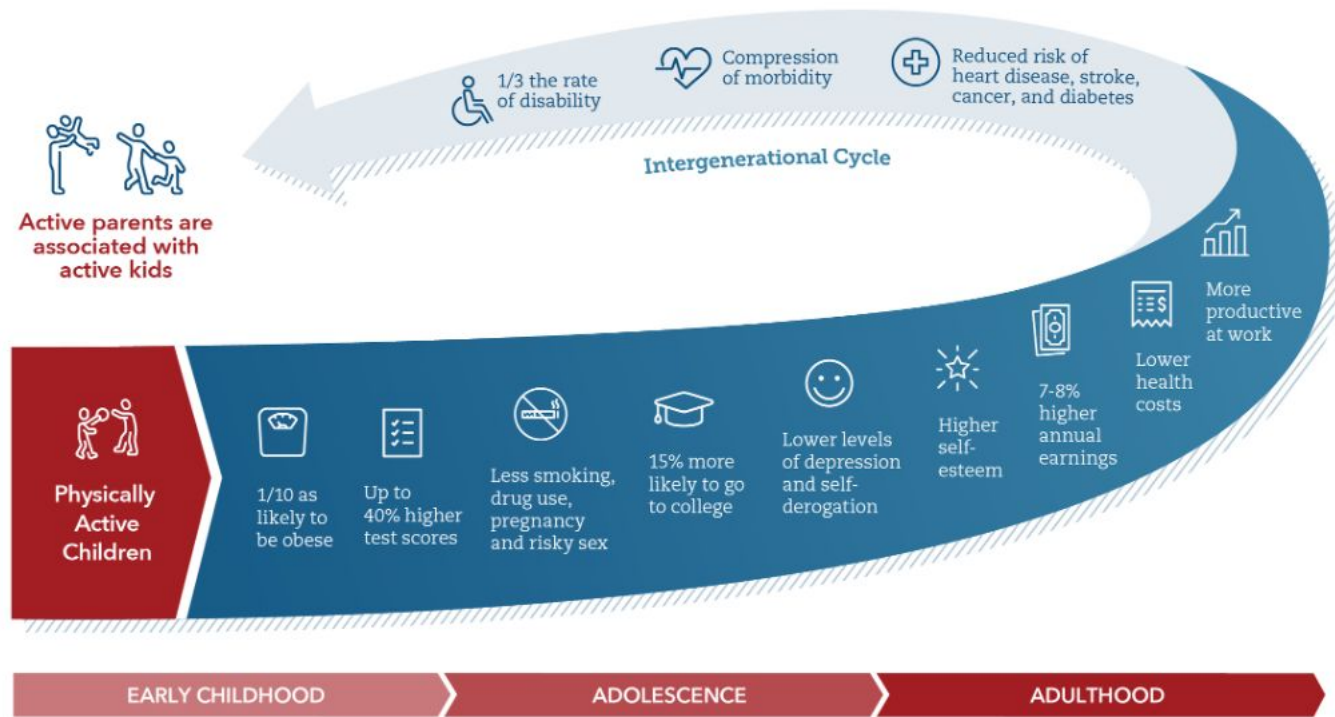 1/3 the rate
of disability
Compression
of morbidity
Reduced risk of
heart disease, stroke,
cancer, and diabetes
Intergenerational Cycle
Active parents are
associated with
active kids
Physically
Active
Children
1/10 as
likely to
be obese
Up to
40% higher
test scores
Less smoking,
drug use,
pregnancy
and risky sex
15% more
likely to go
to college
Lower levels
of depression
and self-
derogation
Higher
self-
esteem
7-8%
higher
annual
earnings
Lower
health
costs
More
productive
at work
EARLY CHILDHOOD
ADOLESCENCE
ADULTHOOD